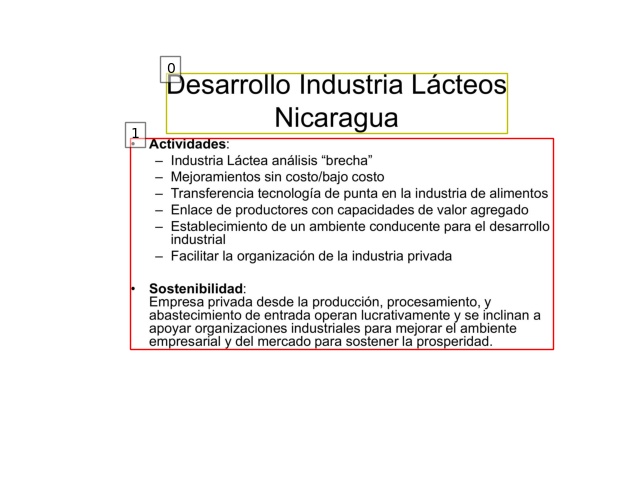 0
Desarrollo Industria Lácteos
Nicaragua
1
• Actividades:
– Industria Láctea análisis “brecha”
– Mejoramientos sin costo/bajo costo
– Transferencia tecnología de punta en la industria de alimentos
– Enlace de productores con capacidades de valor agregado
– Establecimiento de un ambiente conducente para el desarrollo
industrial
– Facilitar la organización de la industria privada
• Sostenibilidad:
Empresa privada desde la producción, procesamiento, y
abastecimiento de entrada operan lucrativamente y se inclinan a
apoyar organizaciones industriales para mejorar el ambiente
empresarial y del mercado para sostener la prosperidad.